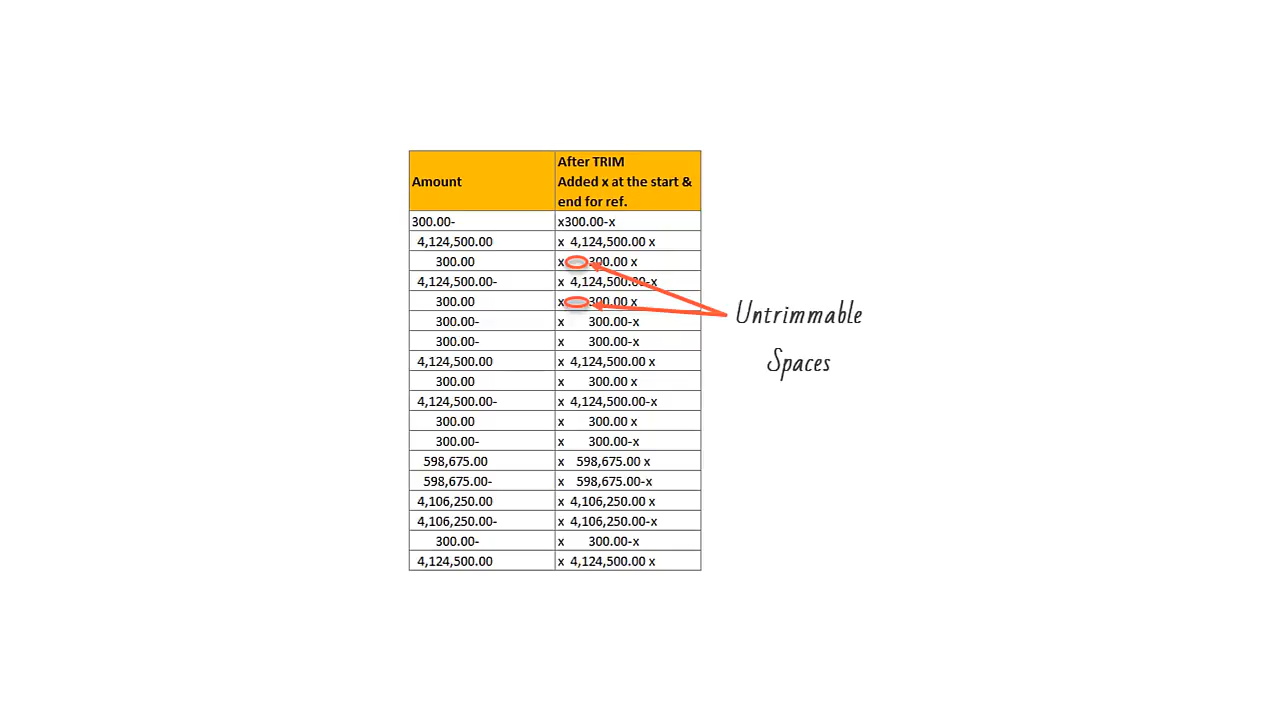 Amount
After TRIM
Added x at the start &
end for ref.
300.00- x300.00-x
4,124,500.00 x 4,124,500.00 x
300.00 x 300.00 x
4,124,500.00- x 4,124,500.00-x
300.00 x 300.00 x
300.00- x 300.00-x
300.00- x 300.00-x
4,124,500.00 x 4,124,500.00 x
300.00 x 300.00 x
4,124,500.00- x 4,124,500.00-x
300.00 x 300.00 x
300.00- x 300.00-x
598,675.00 x 598,675.00 x
598,675.00- x 598,675.00-x
4,106,250.00 x 4,106,250.00 x
4,106,250.00- x 4,106,250.00-x
300.00- x 300.00-x
4,124,500.00 x 4,124,500.00 x
Untrimmable
Spaces